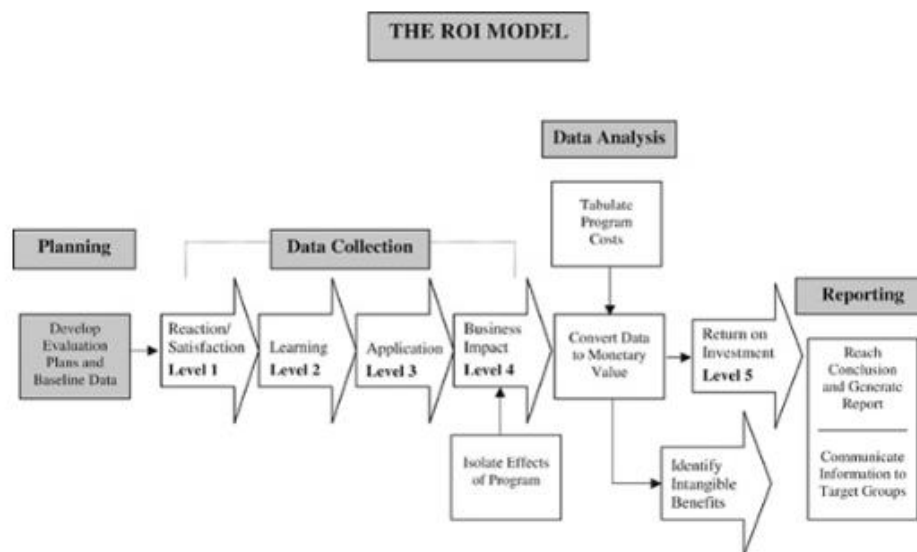 THE ROI MODEL
Data Analysis
Tabulate
Program
Costs
Planning
Data Collection
Reporting
Develop
Evaluation
Plans and
Baseline Data
Reaction/
Satisfaction
Level 1
Learning
Level 2
Application
Level 3
Business
Impact
Level 4
Convert Data
to Monetary
Value
Return on
Investment
Level 5
Reach
Conclusion
and Generate
Report
Communicate
Information to
Target Groups
Isolate Effects
of Program
Identify
Intangible
Benefits